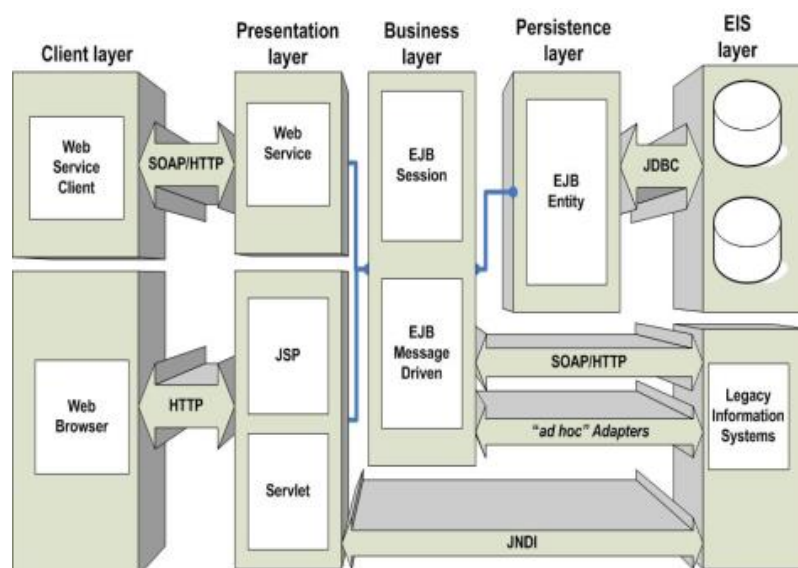 Client layer
Presentation
layer
Business
layer
Persistence
layer
EIS
layer
Web
Service
Client
SOAP/HTTP
Web
Service
EJB
Session
EJB
Entity
JDBC
Web
Browser
HTTP
JSP
Servlet
EJB
Message
Driven
SOAP/HTTP
"ad hoc" Adapters
JNDI
Legacy
Information
Systems